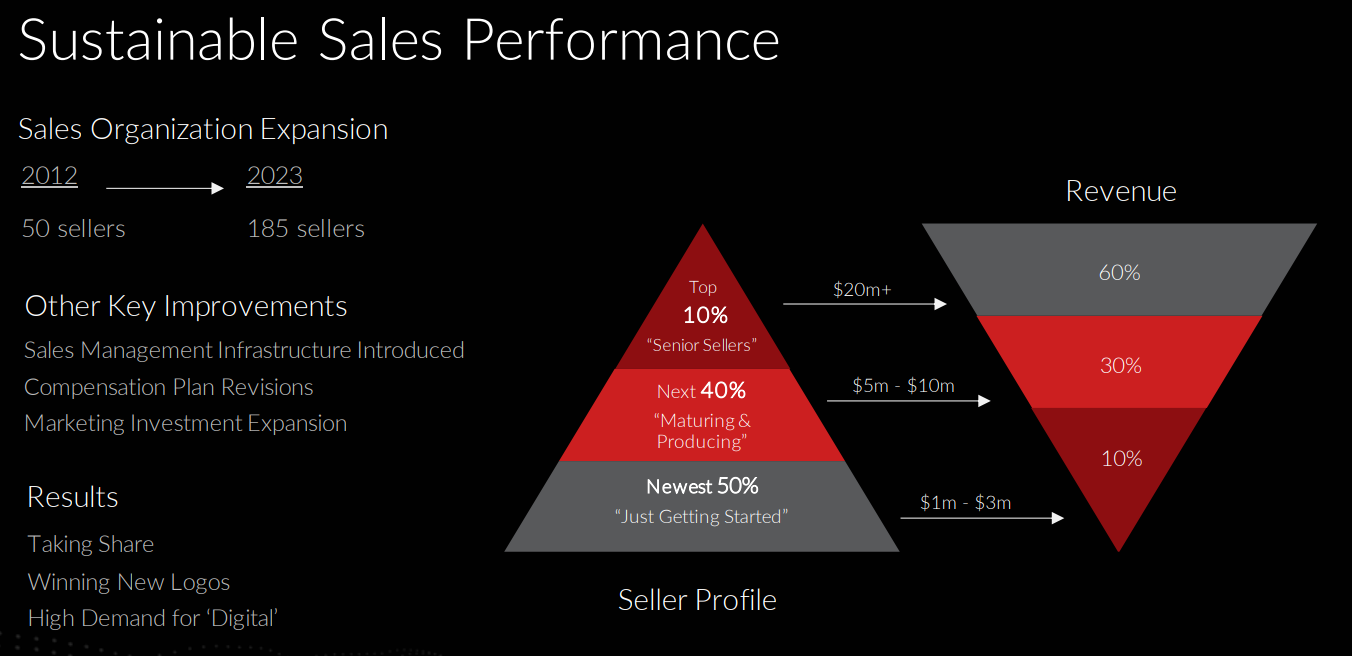 Sustainable Sales Performance
Sales Organization Expansion
2012 2023
50 sellers 185 sellers
Other Key Improvements
Sales Management Infrastructure Introduced
Compensation Plan Revisions
Marketing Investment Expansion
Results
Taking Share
Winning New Logos
High Demand for ‘Digital’
Top
10%
“Senior Sellers”
Next 40%
“Maturing &
Producing”
Newest 50%
“Just Getting Started”
Seller Profile
$20m+
$5m - $10m
$1m - $3m
Revenue
60%
30%
10%